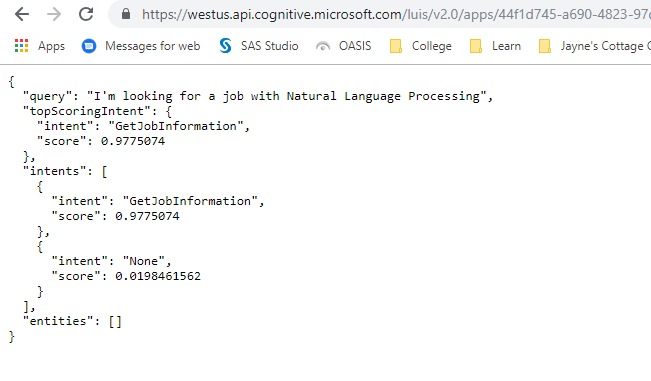 https://westus.api.cognitive.microsoft.com/luis/v2.0/apps/44f1d745-a690-4823-97
Apps Messages for web SAS Studio OASIS College Learn Jayne's Cottage
{
"query": "I'm looking for a job with Natural Language Processing",
"topScoringIntent": {
"intent": "GetJobInformation",
"score": 0.9775074
},
"intents": [
{
"intent": "GetJobInformation",
"score": 0.9775074
},
{
"intent": "None",
"score": 0.0198461562
}
],
"entities": []
}